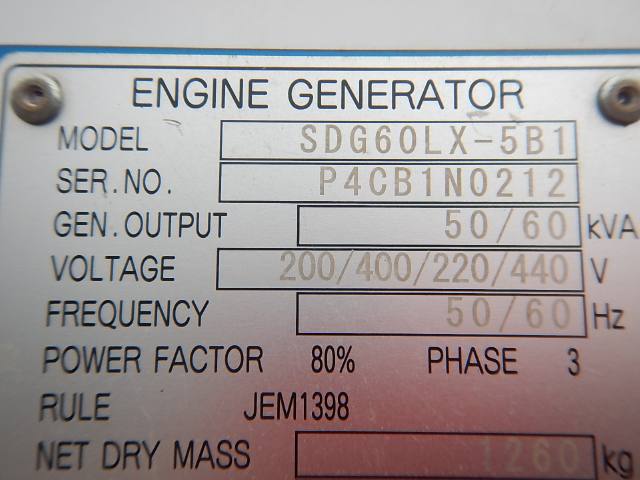 ENGINE GENERATOR
MODEL SDG60LX-5B1
SER.NO. P4CB1N0212
GEN.OUTPUT 50/60 kVA
VOLTAGE 200/400/220/440 V
FREQUENCY 50/60 Hz
POWER FACTOR 80% PHASE 3
RULE JEM1398
NET DRY MASS 1260 kg